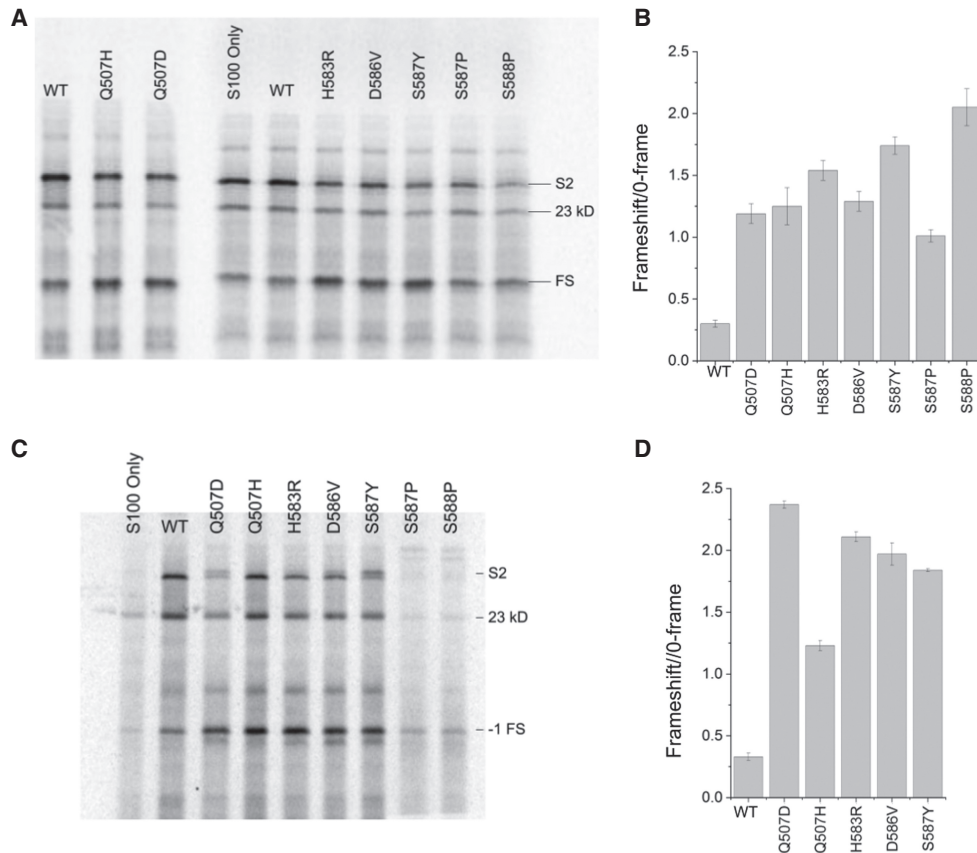 A
WT
Q507H
Q507D
S100 Only
WT
H583R
D586V
S587Y
S587P
S588P
S2
23 kD
FS
B
Frameshift/0-frame
2.5
2.0
1.5
1.0
0.5
0.0
WT
Q507D
Q507H
H583R
D586V
S587Y
S587P
S588P
C
S100 Only
WT
Q507D
Q507H
H583R
D586V
S587Y
S587P
S588P
S2
23 kD
-1 FS
D
Frameshift//0-frame
2.5
2.0
1.5
1.0
0.5
0.0
WT
Q507D
Q507H
H583R
D586V
S587Y